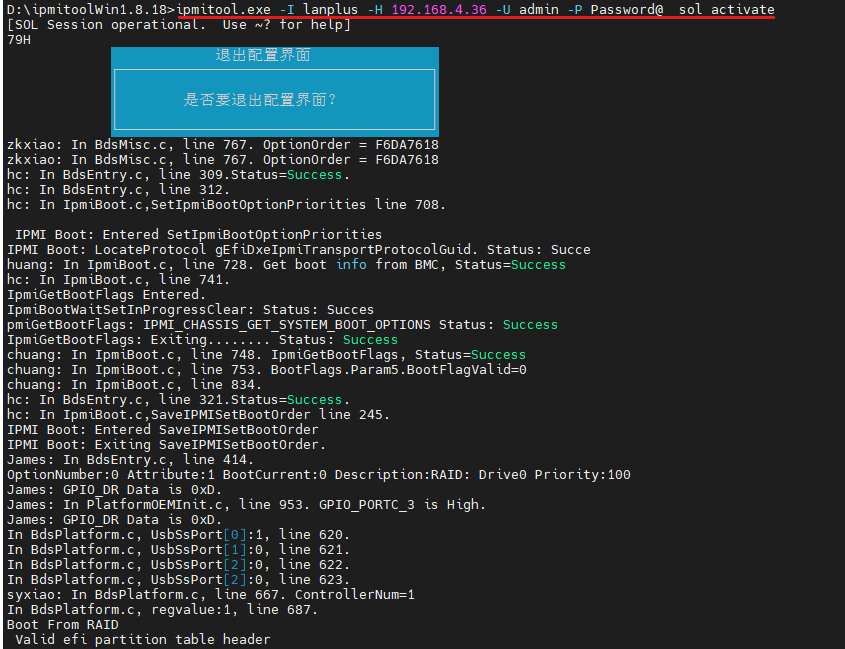 D:\ipmitoolWin1.8.18>ipmitool.exe -I lanplus -H 192.168.4.36 -U admin -P Password@  sol activate
[SOL Session operational.  Use ~? for help]
79H
退出配置界面
是否要退出配置界面?
zkxiao: In BdsMisc.c, line 767. OptionOrder = F6DA7618
zkxiao: In BdsMisc.c, line 767. OptionOrder = F6DA7618
hc: In BdsEntry.c, line 309.Status=Success.
hc: In BdsEntry.c, line 312.
hc: In IpmiBoot.c,SetIpmiBootOptionPriorities line 708.
IPMI Boot: Entered SetIpmiBootOptionPriorities
IPMI Boot: LocateProtocol gEfiDxeIpmiTransportProtocolGuid. Status: Succe
huang: In IpmiBoot.c, line 728. Get boot info from BMC, Status=Success
hc: In IpmiBoot.c, line 741.
IpmiGetBootFlags Entered.
IpmiBootWaitSetInProgressClear: Status: Succes
pmiGetBootFlags: IPMI_CHASSIS_GET_SYSTEM_BOOT_OPTIONS Status: Success
IpmiGetBootFlags: Exiting........ Status: Success
chuang: In IpmiBoot.c, line 748. IpmiGetBootFlags, Status=Success
chuang: In IpmiBoot.c, line 753. BootFlags.Param5.BootFlagValid=0
chuang: In IpmiBoot.c, line 834.
hc: In BdsEntry.c, line 321.Status=Success.
hc: In IpmiBoot.c,SaveIPMISetBootOrder line 245.
IPMI Boot: Entered SaveIPMISetBootOrder
IPMI Boot: Exiting SaveIPMISetBootOrder.
James: In BdsEntry.c, line 414.
OptionNumber:0 Attribute:1 BootCurrent:0 Description:RAID: Drive0 Priority:100
James: GPIO_DR Data is 0xD.
James: In PlatformOEMInit.c, line 953. GPIO_PORTC_3 is High.
James: GPIO_DR Data is 0xD.
In BdsPlatform.c, UsbSsPort[0]:1, line 620.
In BdsPlatform.c, UsbSsPort[1]:0, line 621.
In BdsPlatform.c, UsbSsPort[2]:0, line 622.
In BdsPlatform.c, UsbSsPort[2]:0, line 623.
syxiao: In BdsPlatform.c, line 667. ControllerNum=1
In BdsPlatform.c, regvalue:1, line 687.
Boot From RAID
Valid efi partition table header